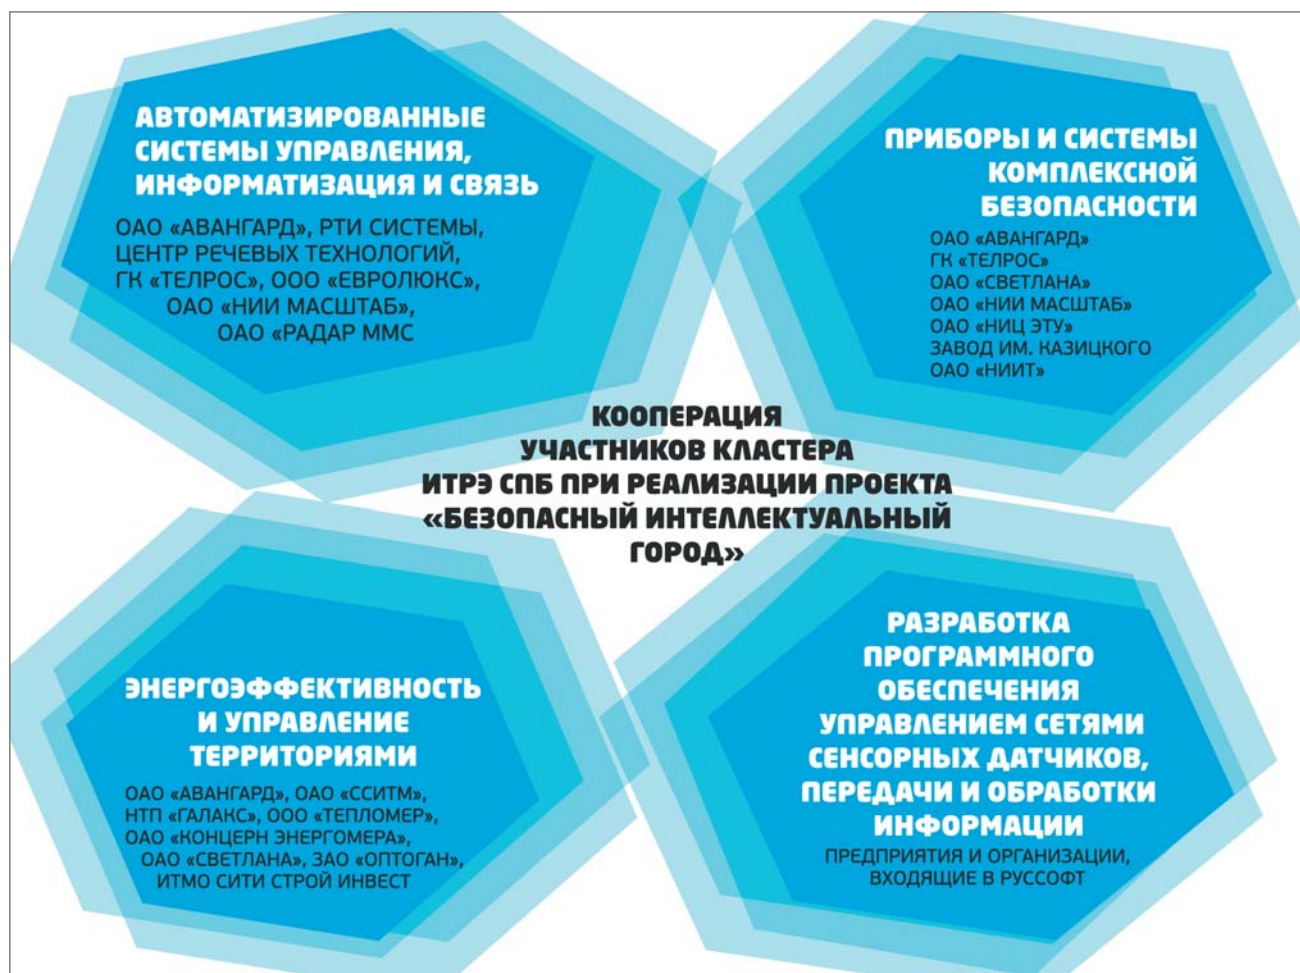 АВТОМАТИЗИРОВАННЫЕ
СИСТЕМЫ УПРАВЛЕНИЯ,
ИНФОРМАТИЗАЦИЯ И СВЯЗЬ
ОАО «АВАНГАРД», РТИ СИСТЕМЫ,
ЦЕНТР РЕЧЕВЫХ ТЕХНОЛОГИЙ,
ГК «ТЕЛРОС», ООО «ЕВРОЛЮКС»,
ОАО «НИИ МАСШТАБ»,
ОАО «РАДАР ММС
ПРИБОРЫ И СИСТЕМЫ
КОМПЛЕКСНОЙ
БЕЗОПАСНОСТИ
ОАО «АВАНГАРД»
ГК «ТЕЛРОС»
ОАО «СВЕТЛАНА»
ОАО «НИИ МАСШТАБ»
ОАО «НИЦ ЭТУ»
ЗАВОД ИМ. КАЗИЦКОГО
ОАО «НИИТ»
КООПЕРАЦИЯ
УЧАСТНИКОВ КЛАСТЕРА
ИТРЭ СПБ ПРИ РЕАЛИЗАЦИИ ПРОЕКТА
«БЕЗОПАСНЫЙ ИНТЕЛЛЕКТУАЛЬНЫЙ
ГОРОД»
ЭНЕРГОЭФФЕКТИВНОСТЬ
И УПРАВЛЕНИЕ
ТЕРРИТОРИЯМИ
ОАО «АВАНГАРД», ОАО «ССИТМ»,
НТП «ГАЛАКС», ООО «ТЕПЛОМЕР»,
ОАО «КОНЦЕРН ЭНЕРГОМЕРА»,
ОАО «СВЕТЛАНА», ЗАО «ОПТОГАН»,
ИТМО СИТИ СТРОЙ ИНВЕСТ
РАЗРАБОТКА
ПРОГРАММНОГО
ОБЕСПЕЧЕНИЯ
УПРАВЛЕНИЕМ СЕТЯМИ
СЕНСОРНЫХ ДАТЧИКОВ,
ПЕРЕДАЧИ И ОБРАБОТКИ
ИНФОРМАЦИИ
ПРЕДПРИЯТИЯ И ОРГАНИЗАЦИИ,
ВХОДЯЩИЕ В РУССОФТ